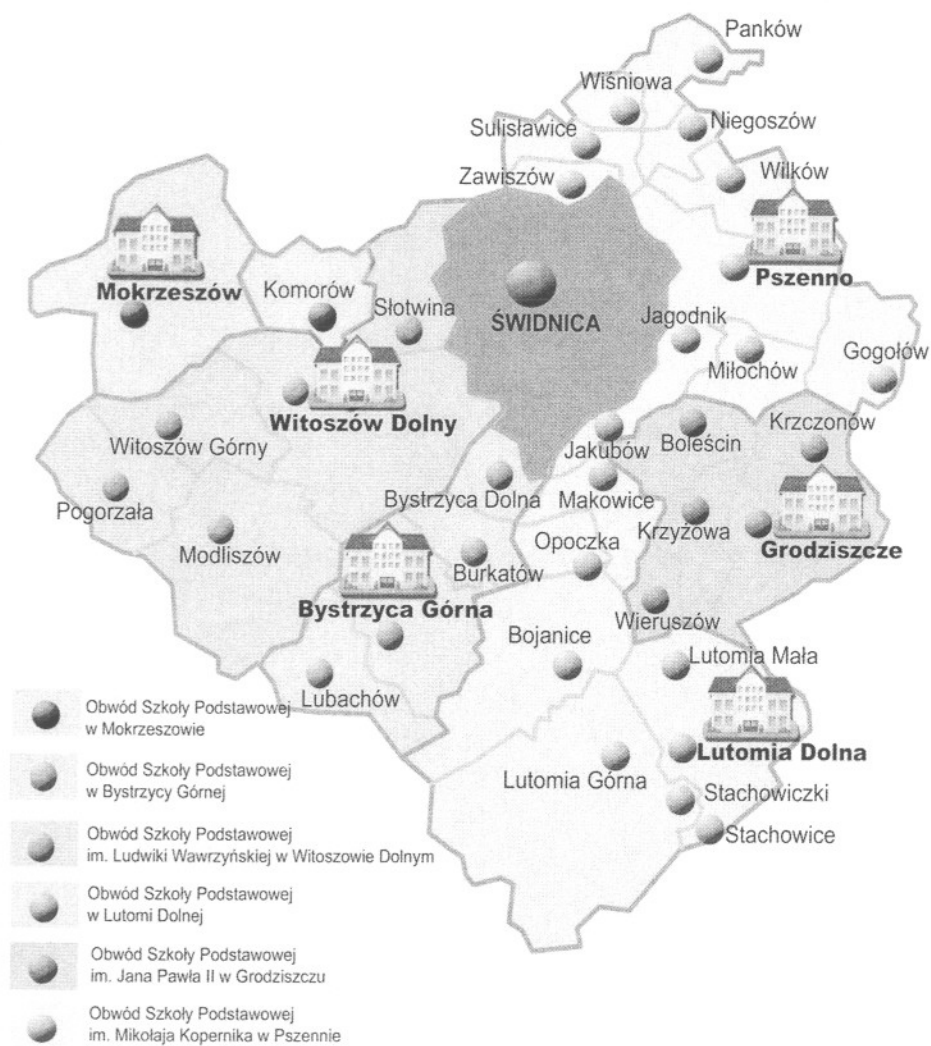 Panków
Wiśniowa
Niegoszów
Sulisławice
Zawiszów
Wilków
Pszenno
Mokrzeszów
Komorów
Słotwina
ŚWIDNICA
Jagodnik
Miłochów
Gogołów
Witoszów Dolny
Witoszów Górny
Jakubów
Boleścin
Krzczonów
Pogorzała
Bystrzyca Dolna
Makowice
Modliszów
Opoczka
Krzyżowa
Grodziszcze
Burkatów
Bystrzyca Górna
Wieruszów
Bojanice
Lutomia Mała
Lubachów
Lutomia Dolna
Lutomia Górna
Stachowiczki
Stachowice
Obwód Szkoły Podstawowej
w Mokrzeszowie
Obwód Szkoły Podstawowej
w Bystrzycy Górnej
Obwód Szkoły Podstawowej
im. Ludwiki Wawrzyńskiej w Witoszowie Dolnym
Obwód Szkoły Podstawowej
w Lutomi Dolnej
Obwód Szkoły Podstawowej
im. Jana Pawła II w Grodziszczu
Obwód Szkoły Podstawowej
im. Mikołaja Kopernika w Pszennie